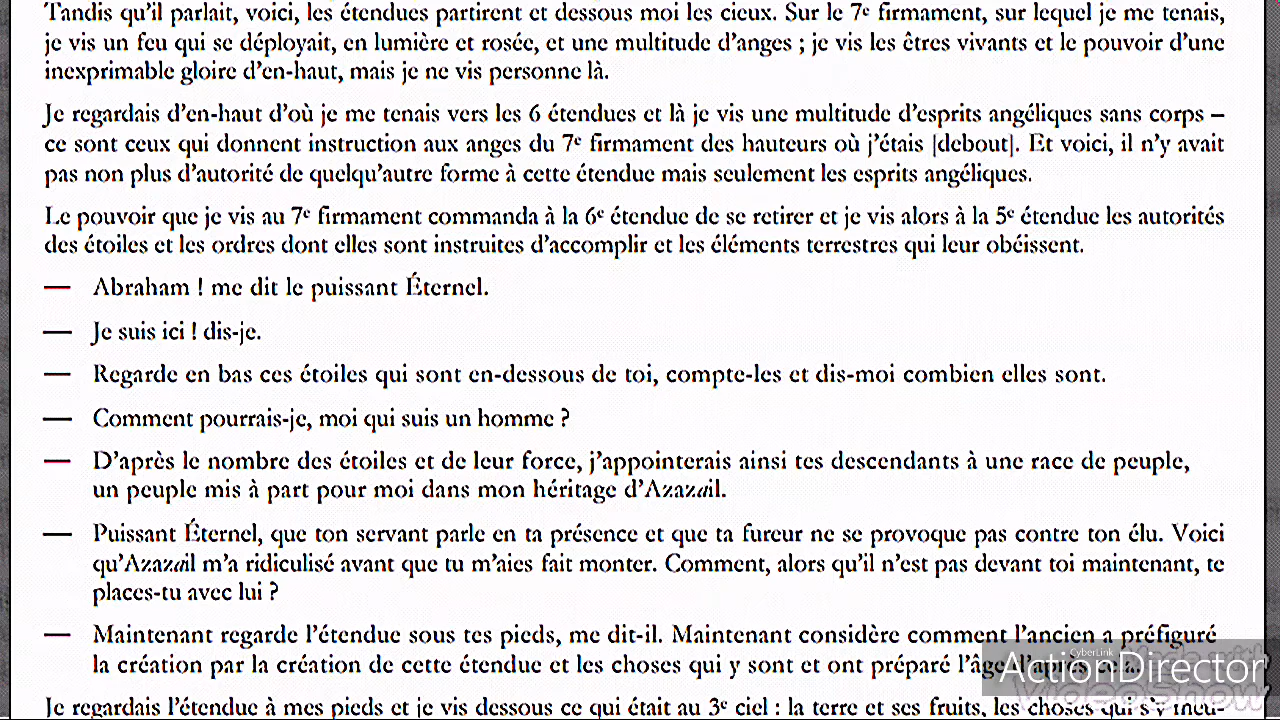 Tandis qu'il parlait, voici, les étendues partirent et dessous moi les cieux. Sur le 7e firmament, sur lequel je me tenais,
je vis un feu qui se déployait, en lumière et rosée, et une multitude d'anges ; je vis les êtres vivants et le pouvoir d'une
inexprimable gloire d'en-haut, mais je ne vis personne là.
Je regardais d'en-haut d'où je me tenais vers les 6 étendues et là je vis une multitude d'esprits angéliques sans corps –
ce sont ceux qui donnent instruction aux anges du 7e firmament des hauteurs où j'étais [debout]. Et voici, il n'y avait
pas non plus d'autorité de quelqu'autre forme à cette étendue mais seulement les esprits angéliques.
Le pouvoir que je vis au 7e firmament commanda à la 6e étendue de se retirer et je vis alors à la 5e étendue les autorités
des étoiles et les ordres dont elles sont instruites d'accomplir et les éléments terrestres qui leur obéissent.
— Abraham ! me dit le puissant Éternel.
— Je suis ici ! dis-je.
— Regarde en bas ces étoiles qui sont en-dessous de toi, compte-les et dis-moi combien elles sont.
— Comment pourrais-je, moi qui suis un homme ?
— D'après le nombre des étoiles et de leur force, j'appointerais ainsi tes descendants à une race de peuple,
un peuple mis à part pour moi dans mon héritage d'Azazail.
— Puissant Éternel, que ton servant parle en ta présence et que ta fureur ne se provoque pas contre ton élu. Voici
qu'Azazail m'a ridiculisé avant que tu m'aies fait monter. Comment, alors qu'il n'est pas devant toi maintenant, te
places-tu avec lui ?
— Maintenant regarde l'étendue sous tes pieds, me dit-il. Maintenant considère comment l'ancien a préfiguré
la création par la création de cette étendue et les choses qui y sont et ont préparé l'âge
CyberLink
ActionDirector
VideoShow
Je regardais l'étendue à mes pieds et je vis dessous ce qui était au 3e ciel : la terre et ses fruits, les choses qui s'y meu-